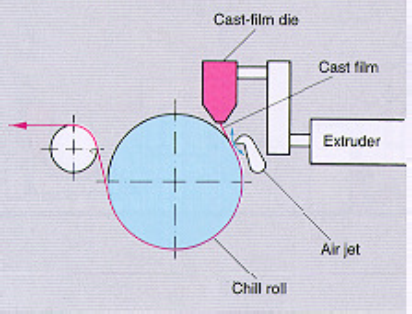 Cast-film die
Cast film
Extruder
Air jet
Chill roll